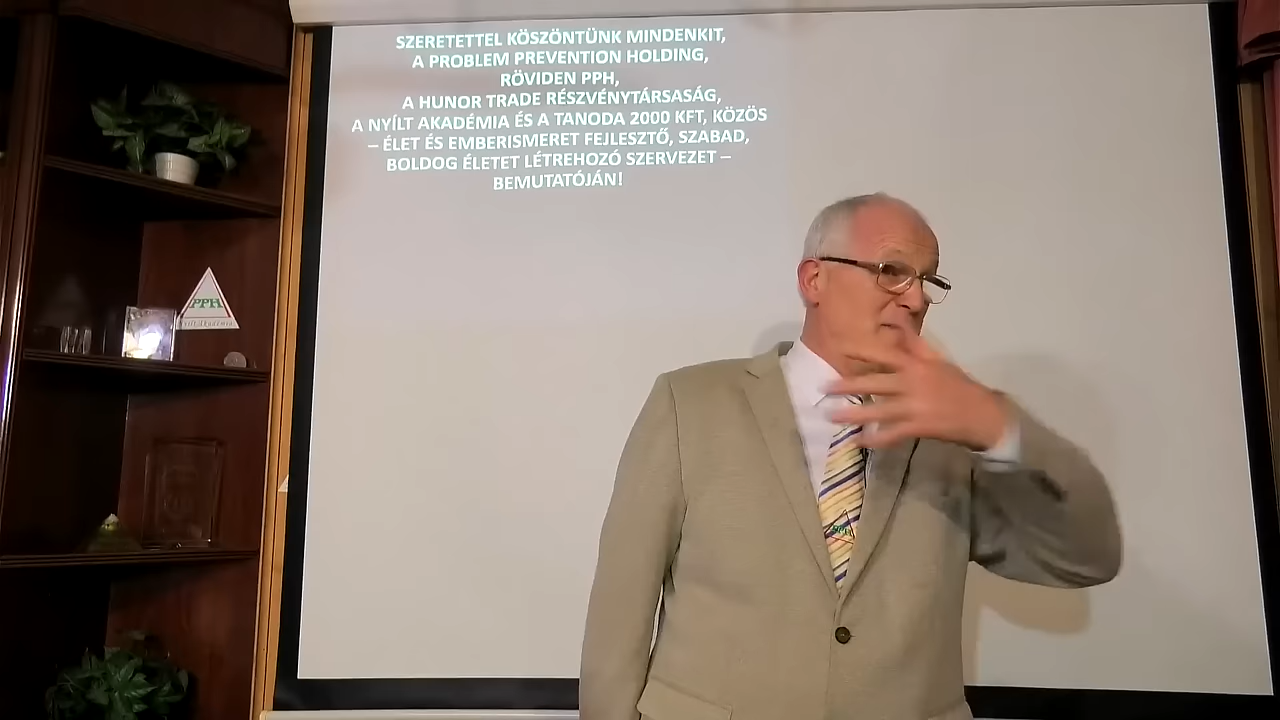 SZERETETTEL KÖSZÖNTÜNK MINDENKIT,
A PROBLEM PREVENTION HOLDING,
RÖVIDEN PPH,
A HUNOR TRADE RÉSZVÉNYTÁRSASÁG,
A NYÍLT AKADÉMIA ÉS A TANODA 2000 KFT, KÖZÖS
– ÉLET ÉS EMBERISMERET FEJLESZTŐ, SZABAD,
BOLDOG ÉLETET LÉTREHOZÓ SZERVEZET –
BEMUTATÓJÁN!
PPH
PPH